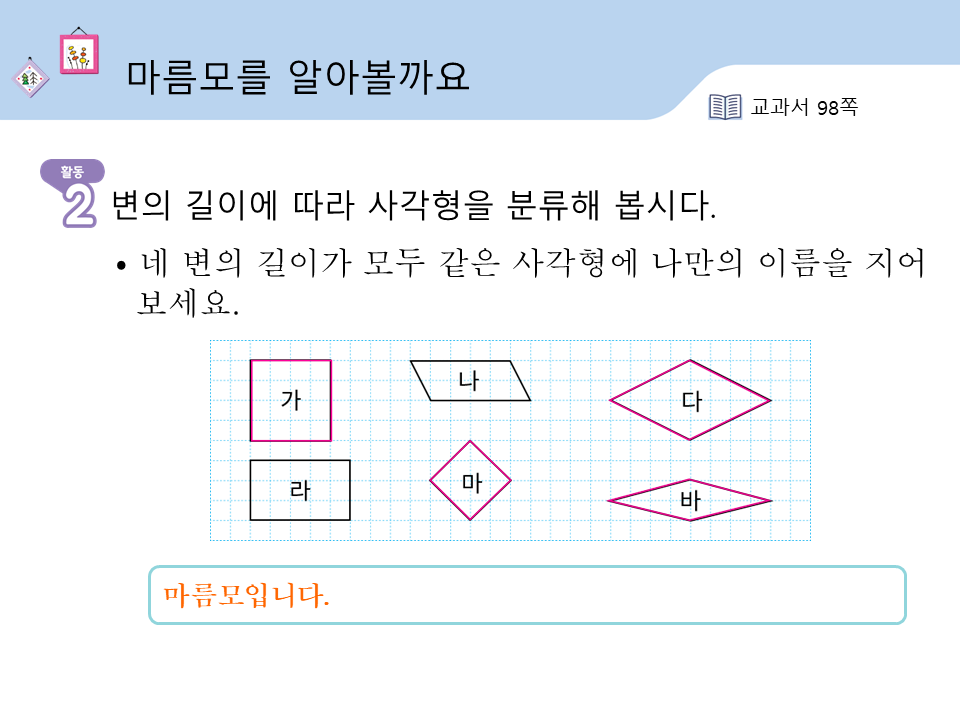 마름모를 알아볼까요
교과서 98쪽
활동
2 변의 길이에 따라 사각형을 분류해 봅시다.
• 네 변의 길이가 모두 같은 사각형에 나만의 이름을 지어
보세요.
가 나 다
라 마 바
마름모입니다.